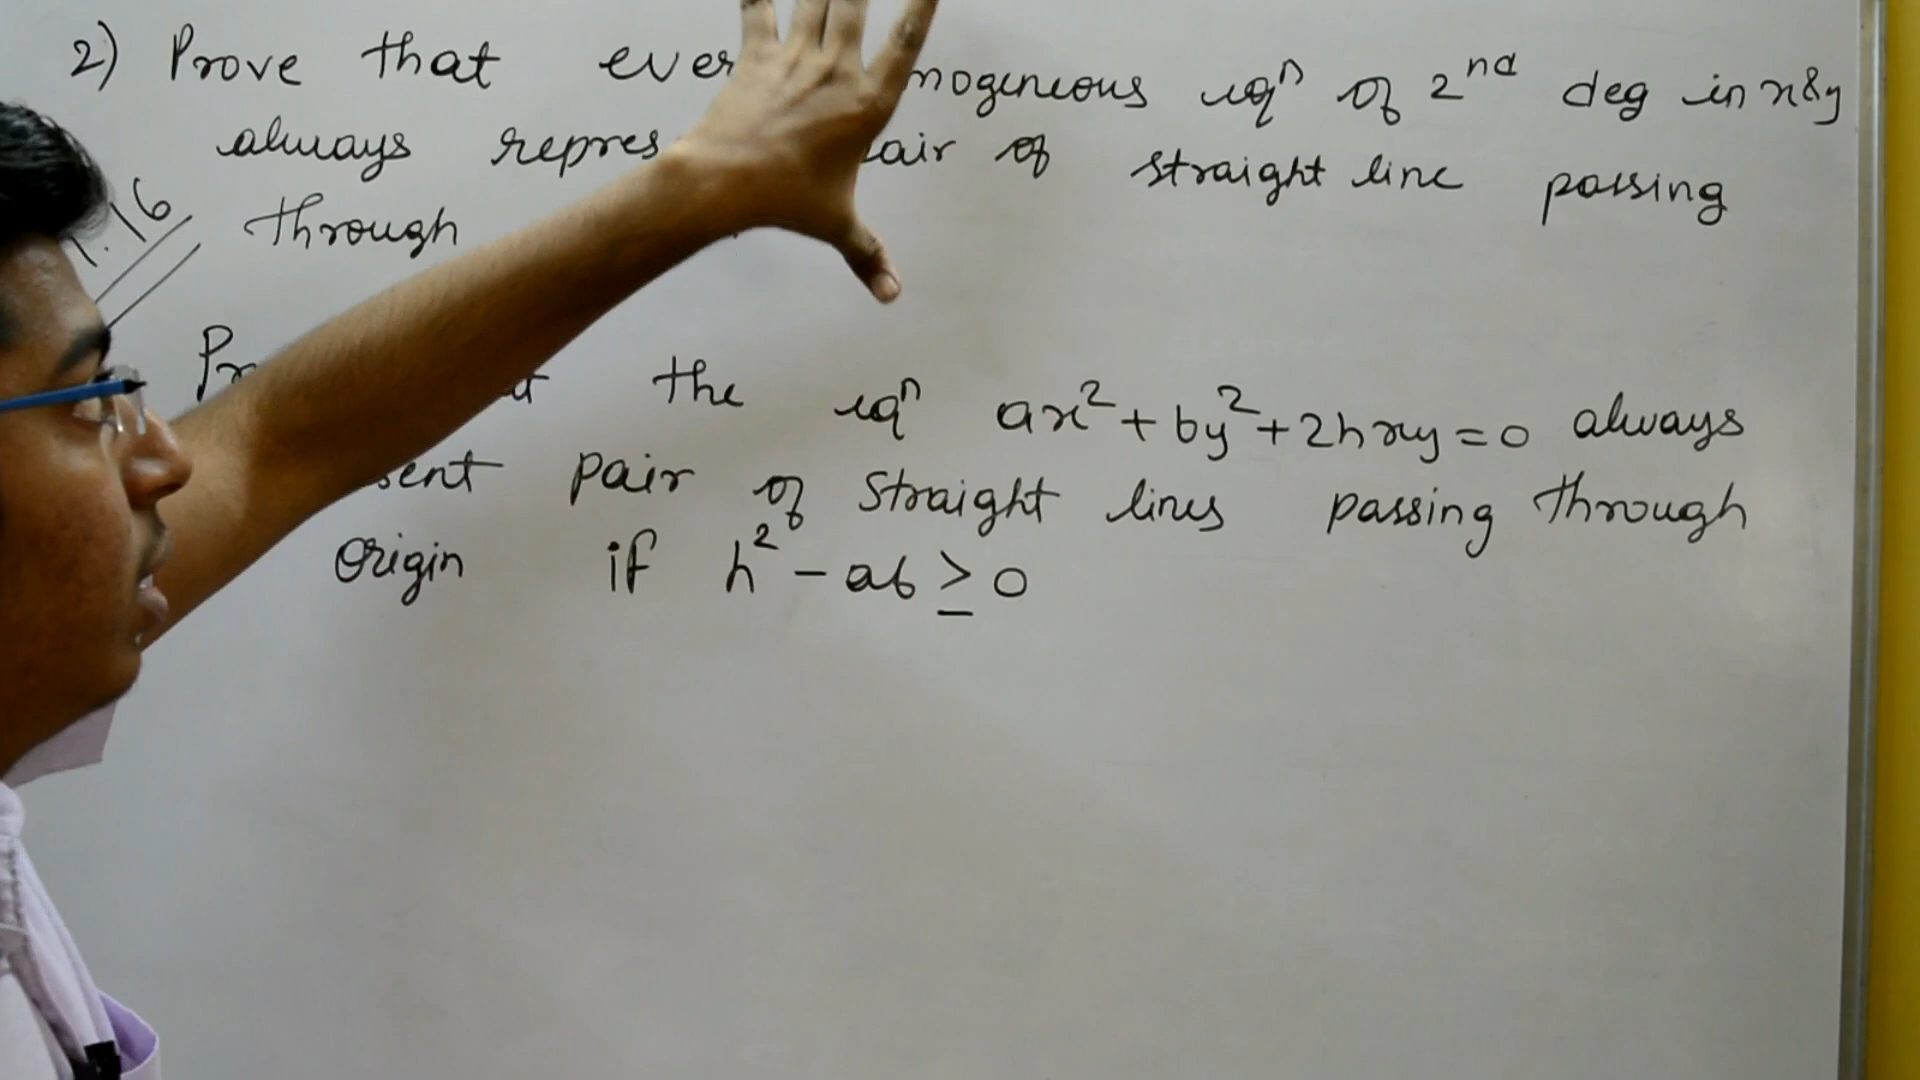 2) Prove that ever mogeneous eqⁿ of 2ⁿᵈ deg in x&y
always repres air of straight line passing
1.16
through
Pr the eqⁿ ax²+by²+2hxy=0 always
sent pair of Straight lines passing through
Origin if h²-ab≥0